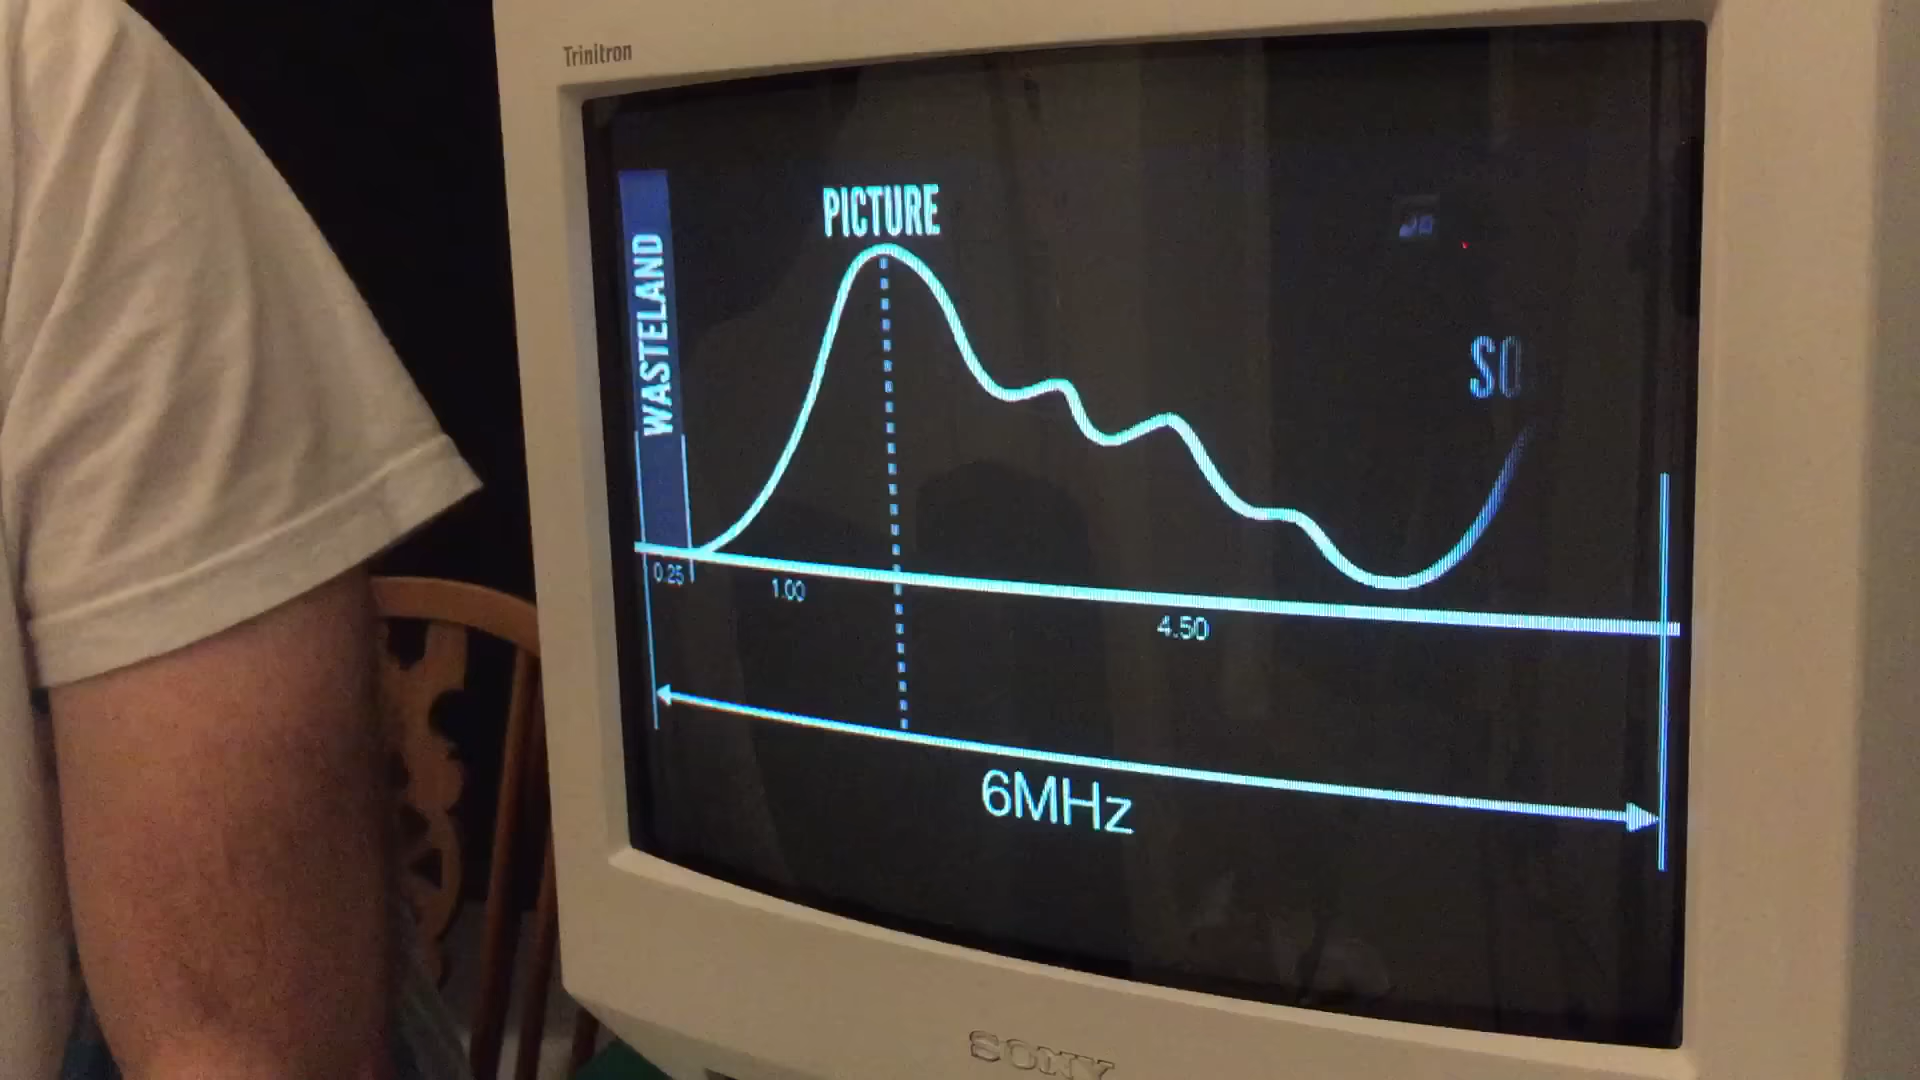 Trinitron
PICTURE
WASTELAND
SO
0.25
1.00
4.50
6MHz
SONY